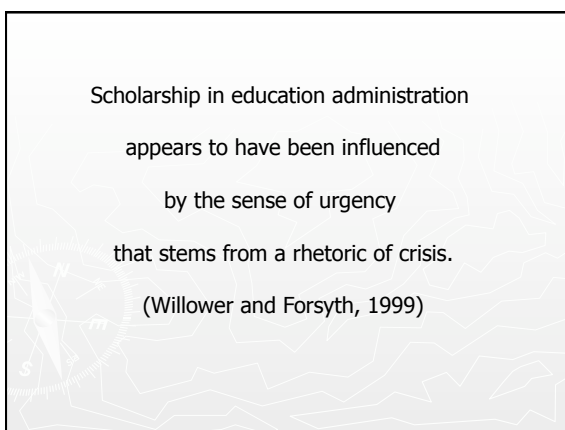 Scholarship in education administration
appears to have been influenced
by the sense of urgency
that stems from a rhetoric of crisis.
(Willower and Forsyth, 1999)
N
m
S